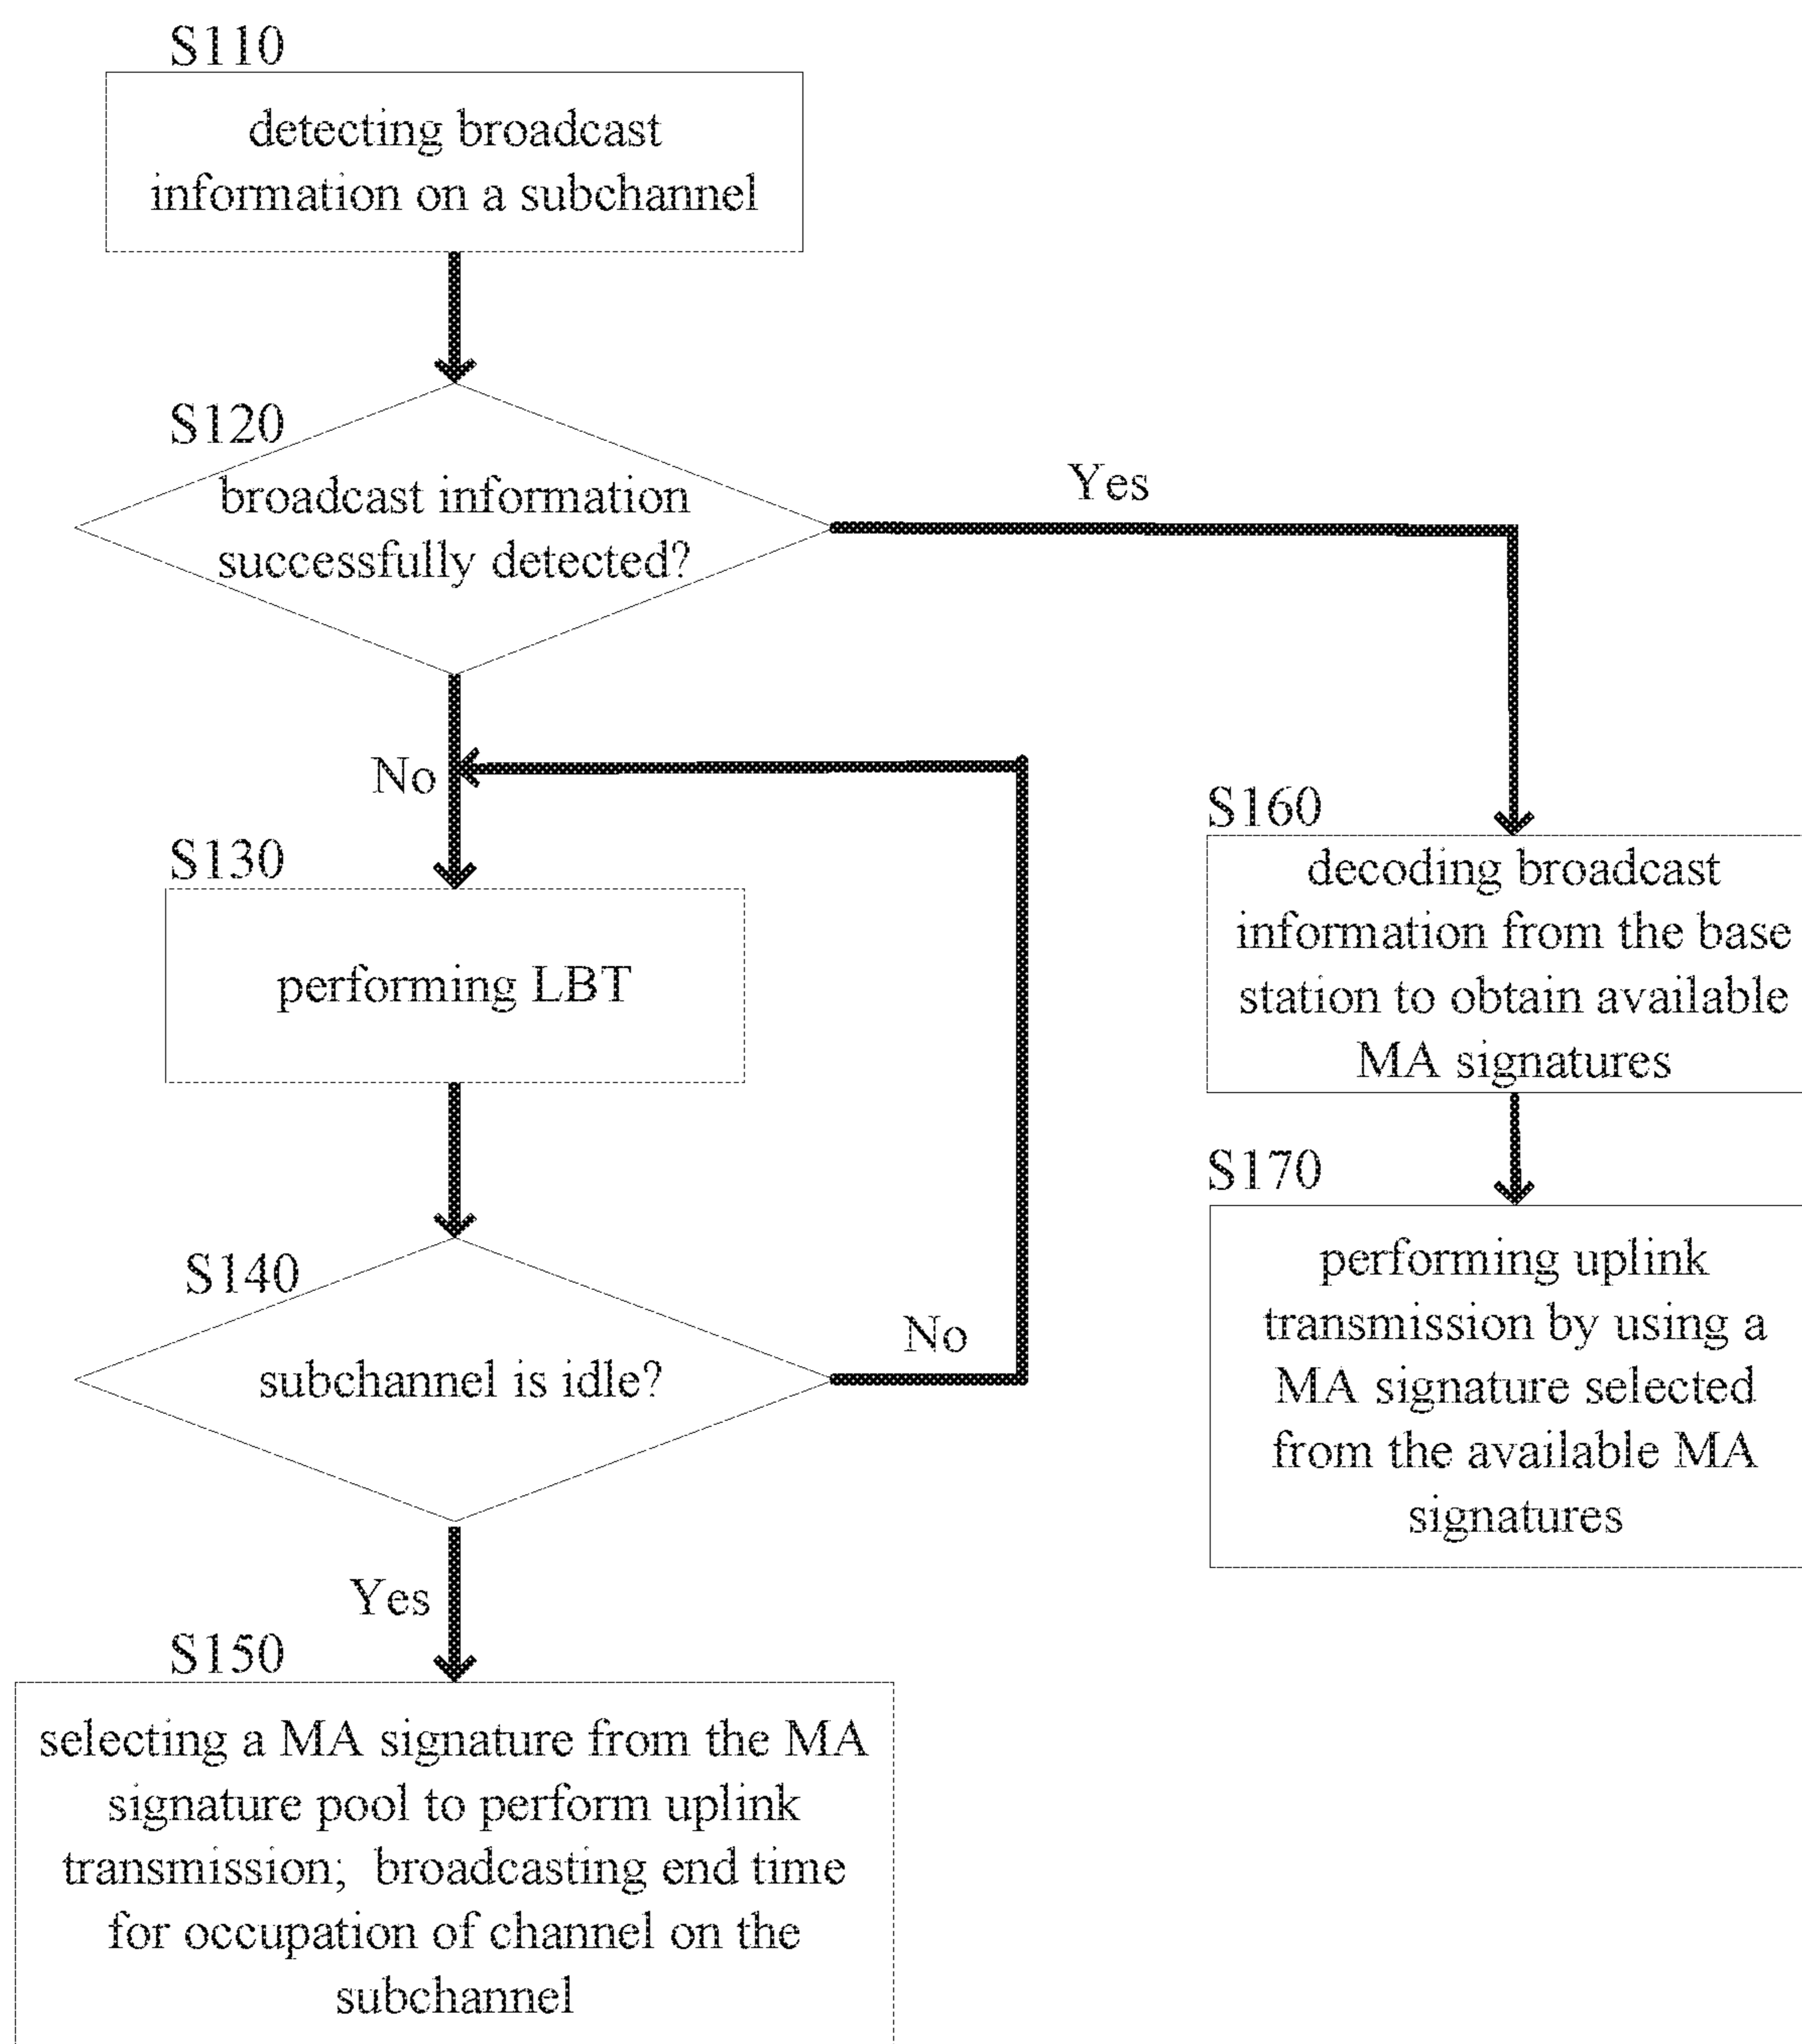 S110
detecting broadcast
information on a subchannel
S120
broadcast information
successfully detected?
Yes
No
S130
performing LBT
S140
subchannel is idle?
No
Yes
S150
selecting a MA signature from the MA
signature pool to perform uplink
transmission; broadcasting end time
for occupation of channel on the
subchannel
S160
decoding broadcast
information from the base
station to obtain available
MA signatures
S170
performing uplink
transmission by using a
MA signature selected
from the available MA
signatures